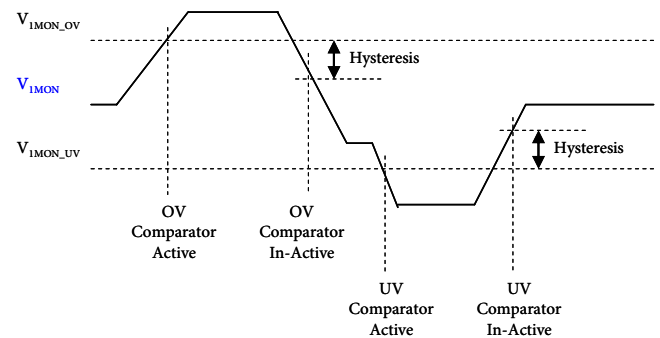 V1MON_OV
Hysteresis
V1MON
V1MON_UV
Hysteresis
OV
Comparator
Active
OV
Comparator
In-Active
UV
Comparator
Active
UV
Comparator
In-Active